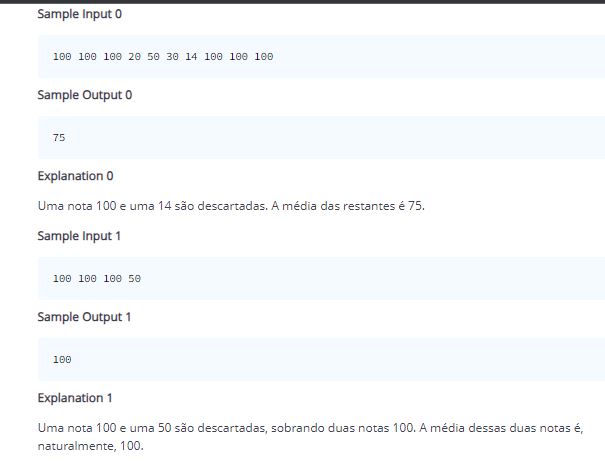 Sample Input 0
100 100 100 20 50 30 14 100 100 100
Sample Output 0
75
Explanation 0
Uma nota 100 e uma 14 são descartadas. A média das restantes é 75.
Sample Input 1
100 100 100 50
Sample Output 1
100
Explanation 1
Uma nota 100 e uma 50 são descartadas, sobrando duas notas 100. A média dessas duas notas é,
naturalmente, 100.